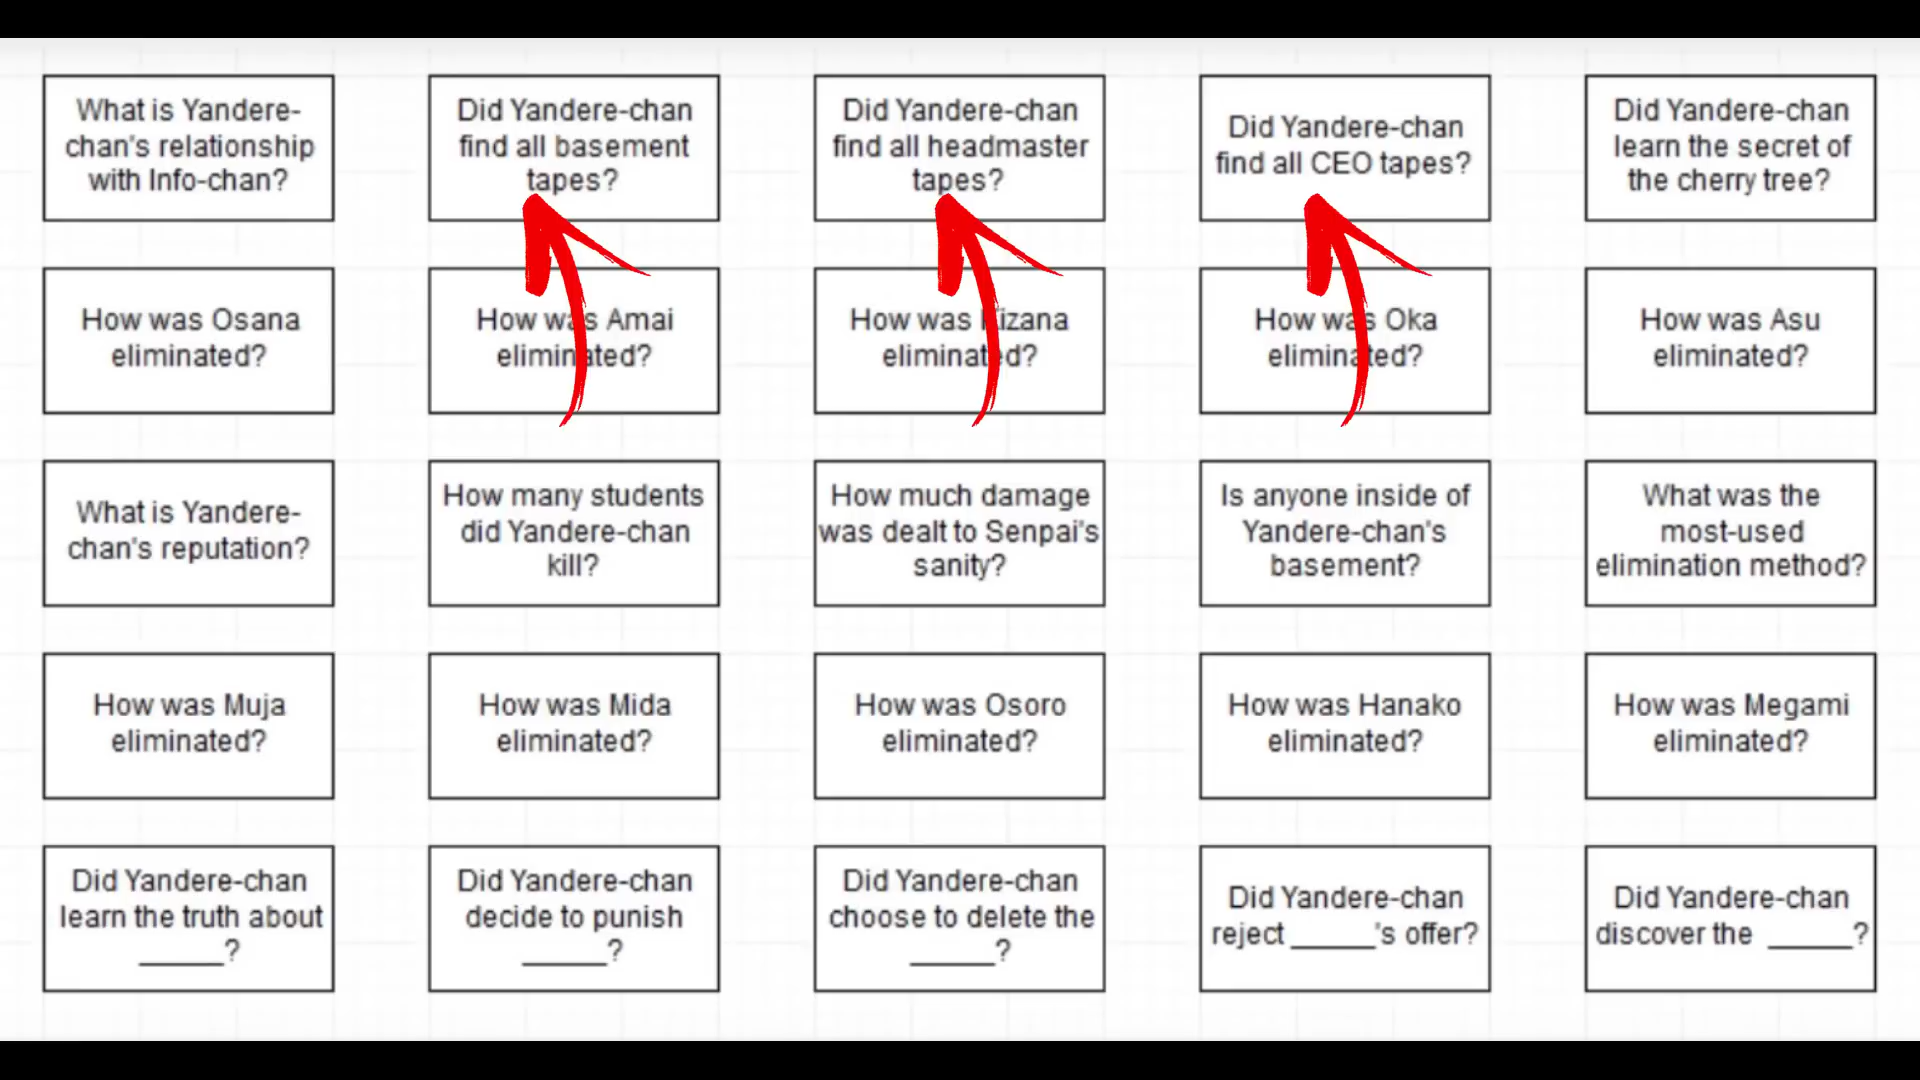 What is Yandere-
chan's relationship
with Info-chan?
Did Yandere-chan
find all basement
tapes?
Did Yandere-chan
find all headmaster
tapes?
Did Yandere-chan
find all CEO tapes?
Did Yandere-chan
learn the secret of
the cherry tree?
How was Osana
eliminated?
How was Amai
eliminated?
How was Kizana
eliminated?
How was Oka
eliminated?
How was Asu
eliminated?
What is Yandere-
chan's reputation?
How many students
did Yandere-chan
kill?
How much damage
was dealt to Senpai's
sanity?
Is anyone inside of
Yandere-chan's
basement?
What was the
most-used
elimination method?
How was Muja
eliminated?
How was Mida
eliminated?
How was Osoro
eliminated?
How was Hanako
eliminated?
How was Megami
eliminated?
Did Yandere-chan
learn the truth about
_____?
Did Yandere-chan
decide to punish
_____?
Did Yandere-chan
choose to delete the
_____?
Did Yandere-chan
reject _____'s offer?
Did Yandere-chan
discover the _____?